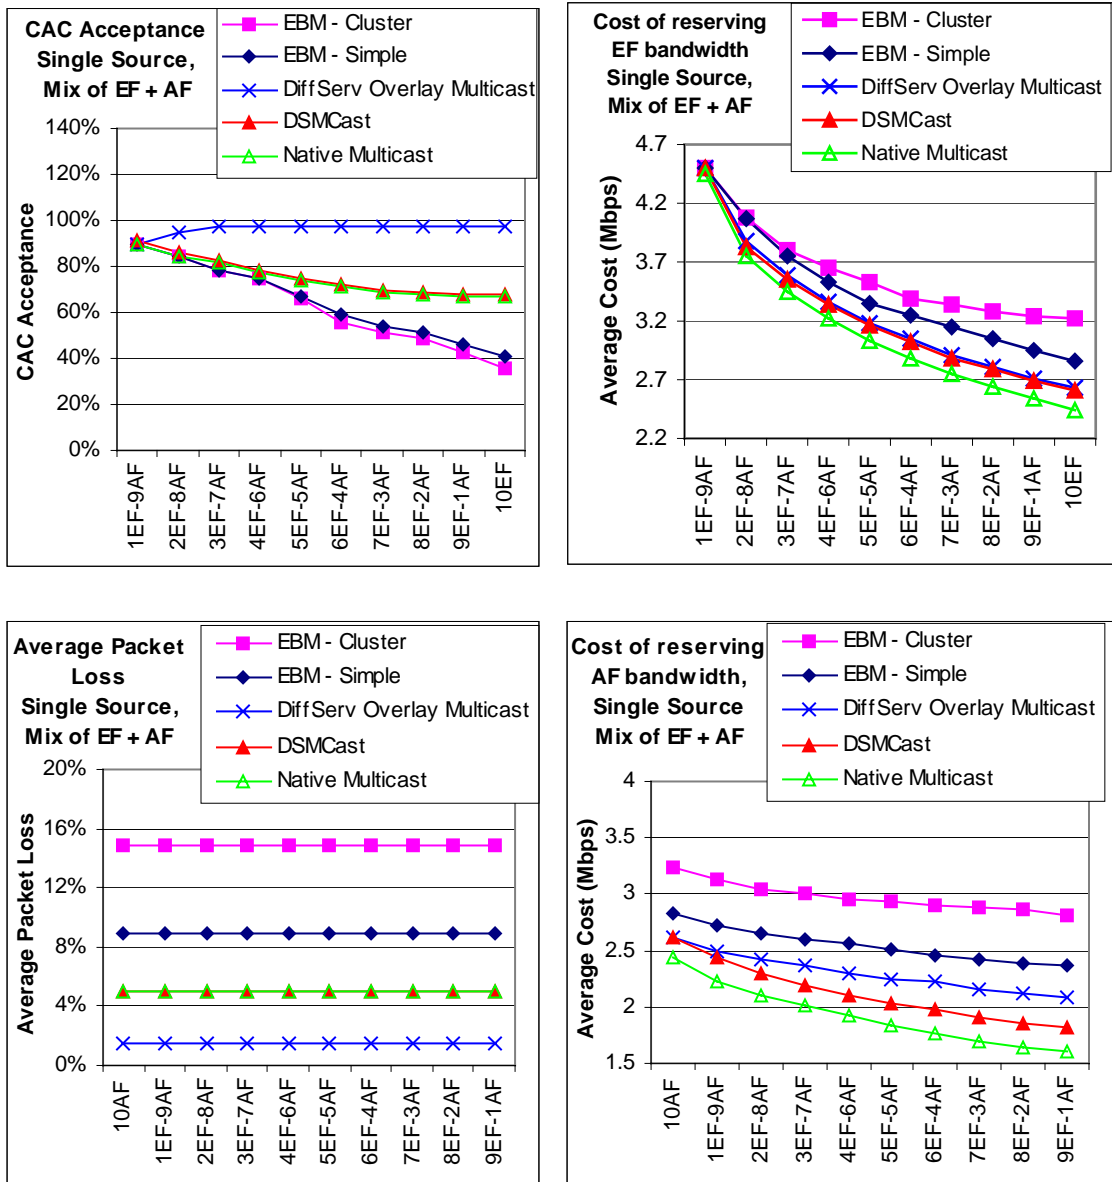 CAC Acceptance
Single Source,
Mix of EF + AF
EBM - Cluster
EBM - Simple
DiffServ Overlay Multicast
DSMCast
Native Multicast
CAC Acceptance
140%
120%
100%
80%
60%
40%
20%
0%
1EF-9AF
2EF-8AF
3EF-7AF
4EF-6AF
5EF-5AF
6EF-4AF
7EF-3AF
8EF-2AF
9EF-1AF
10EF
Cost of reserving
EF bandwidth
Single Source,
Mix of EF + AF
EBM - Cluster
EBM - Simple
DiffServ Overlay Multicast
DSMCast
Native Multicast
Average Cost (Mbps)
4.7
4.2
3.7
3.2
2.7
2.2
1EF-9AF
2EF-8AF
3EF-7AF
4EF-6AF
5EF-5AF
6EF-4AF
7EF-3AF
8EF-2AF
9EF-1AF
10EF
Average Packet
Loss
Single Source,
Mix of EF + AF
EBM - Cluster
EBM - Simple
DiffServ Overlay Multicast
DSMCast
Native Multicast
Average Packet Loss
20%
16%
12%
8%
4%
0%
10AF
1EF-9AF
2EF-8AF
3EF-7AF
4EF-6AF
5EF-5AF
6EF-4AF
7EF-3AF
8EF-2AF
9EF-1AF
Cost of reserving
AF bandwidth,
Single Source
Mix of EF + AF
EBM - Cluster
EBM - Simple
DiffServ Overlay Multicast
DSMCast
Native Multicast
Average Cost (Mbps)
4
3.5
3
2.5
2
1.5
10AF
1EF-9AF
2EF-8AF
3EF-7AF
4EF-6AF
5EF-5AF
6EF-4AF
7EF-3AF
8EF-2AF
9EF-1AF